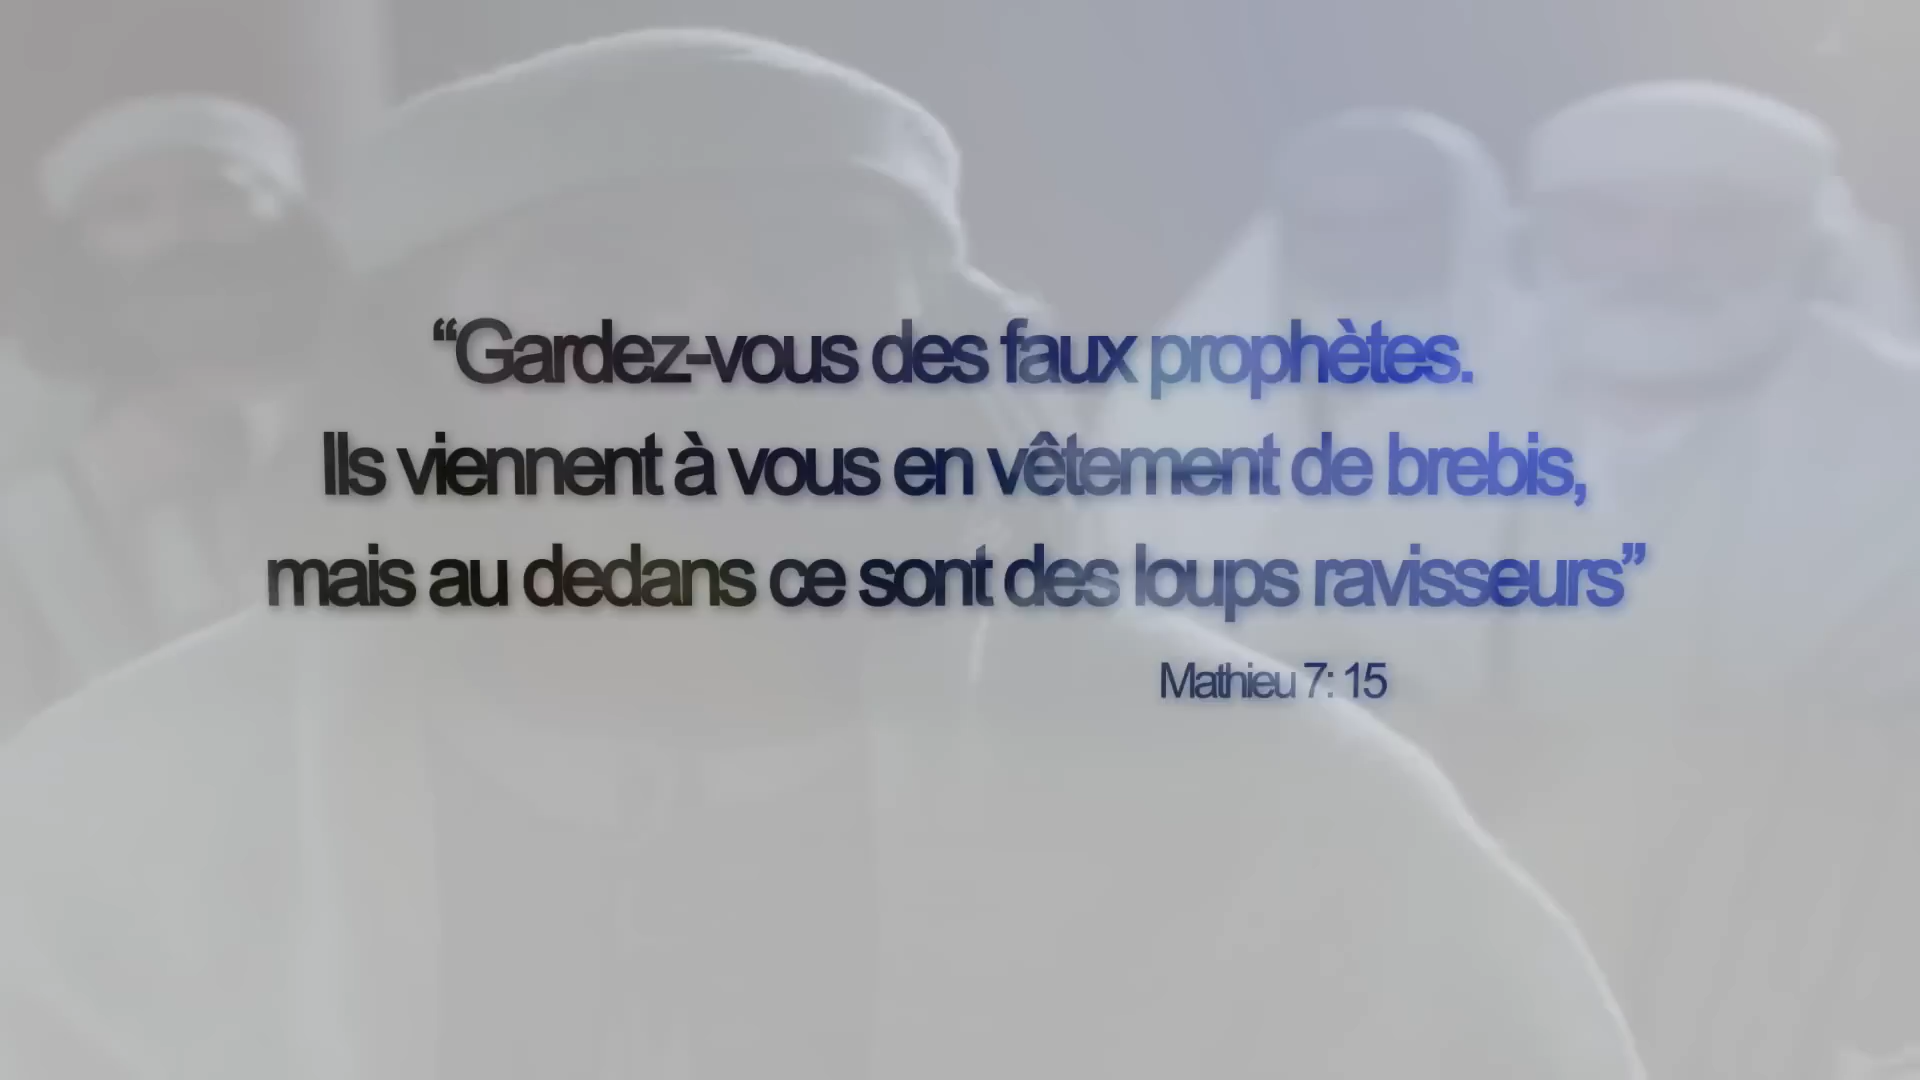 “Gardez-vous des faux prophètes.
Ils viennent à vous en vêtement de brebis,
mais au dedans ce sont des loups ravisseurs”
Mathieu 7: 15